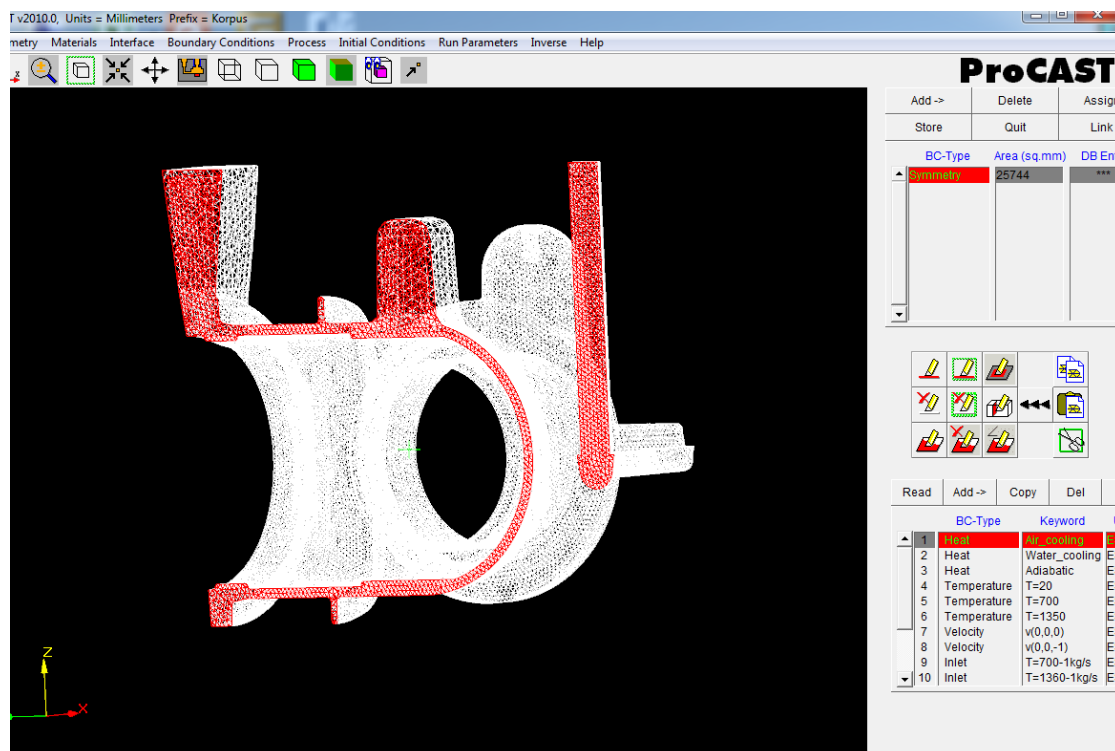 T v2010.0, Units = Millimeters Prefix = Korpus
metry Materials Interface Boundary Conditions Process Initial Conditions Run Parameters Inverse Help
ProCAST
Add -> Delete Assign
Store Quit Link
BC-Type Area (sq.mm) DB En
Symmetry 25744 ***
Read Add -> Copy Del
BC-Type Keyword
1 Heat Air_cooling E
2 Heat Water_cooling E
3 Heat Adiabatic E
4 Temperature T=20 E
5 Temperature T=700 E
6 Temperature T=1350 E
7 Velocity v(0,0,0) E
8 Velocity v(0,0,-1) E
9 Inlet T=700-1kg/s E
10 Inlet T=1360-1kg/s E
Z
X